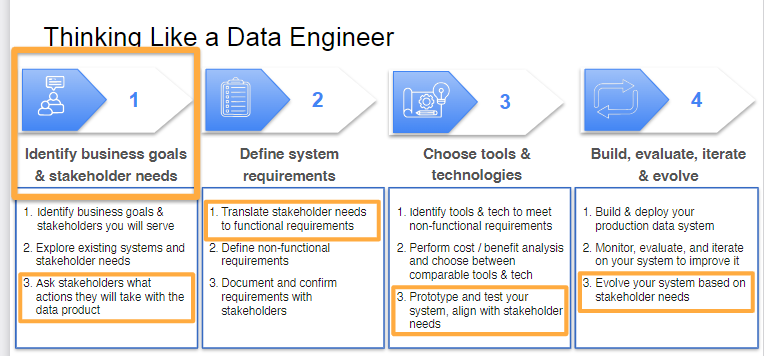 Thinking Like a Data Engineer
1
Identify business goals
& stakeholder needs
1. Identify business goals &
stakeholders you will serve
2. Explore existing systems and
stakeholder needs
3. Ask stakeholders what
actions they will take with the
data product
2
Define system
requirements
1. Translate stakeholder needs
to functional requirements
2. Define non-functional
requirements
3. Document and confirm
requirements with
stakeholders
3
Choose tools &
technologies
1. Identify tools & tech to meet
non-functional requirements
2. Perform cost / benefit analysis
and choose between
comparable tools & tech
3. Prototype and test your
system, align with stakeholder
needs
4
Build, evaluate, iterate
& evolve
1. Build & deploy your
production data system
2. Monitor, evaluate, and iterate
on your system to improve it
3. Evolve your system based on
stakeholder needs